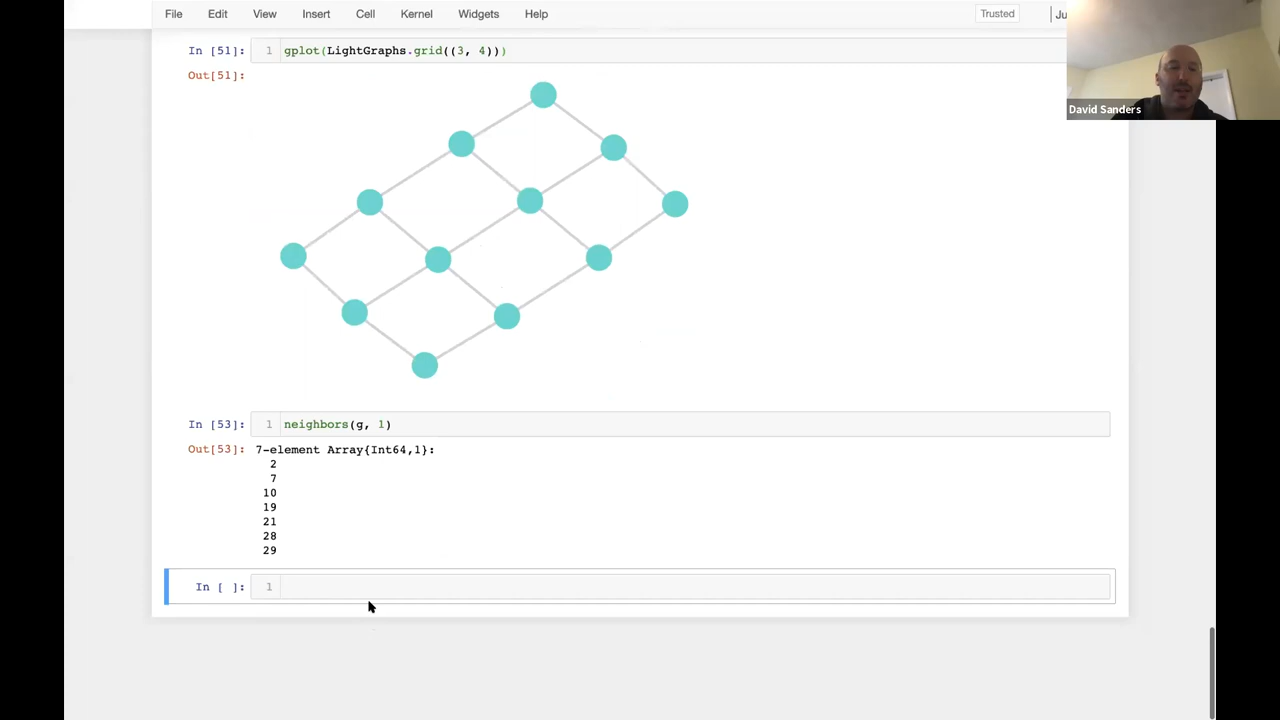 File Edit View Insert Cell Kernel Widgets Help Trusted Ju
In [51]: 1 gplot(LightGraphs.grid((3, 4)))
David Sanders
Out[51]:
In [53]: 1 neighbors(g, 1)
Out[53]: 7-element Array{Int64,1}:
2
7
10
19
21
28
29
In [ ]: 1